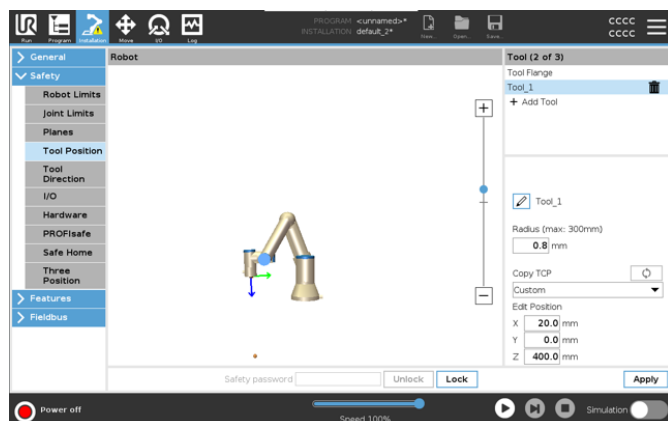 UR
PROGRAM <unnamed>*
INSTALLATION default_2*
CCCC
CCCC
Run Program Installation Move I/O Log New... Open... Save...
General
Safety
Robot Limits
Joint Limits
Planes
Tool Position
Tool
Direction
I/O
Hardware
PROFIsafe
Safe Home
Three
Position
Features
Fieldbus
Robot
Tool (2 of 3)
Tool Flange
Tool_1
+ Add Tool
Tool_1
Radius (max: 300mm)
0.8 mm
Copy TCP
Custom
Edit Position
X 20.0 mm
Y 0.0 mm
Z 400.0 mm
Safety password Unlock Lock Apply
Power off
Speed 100%
Simulation